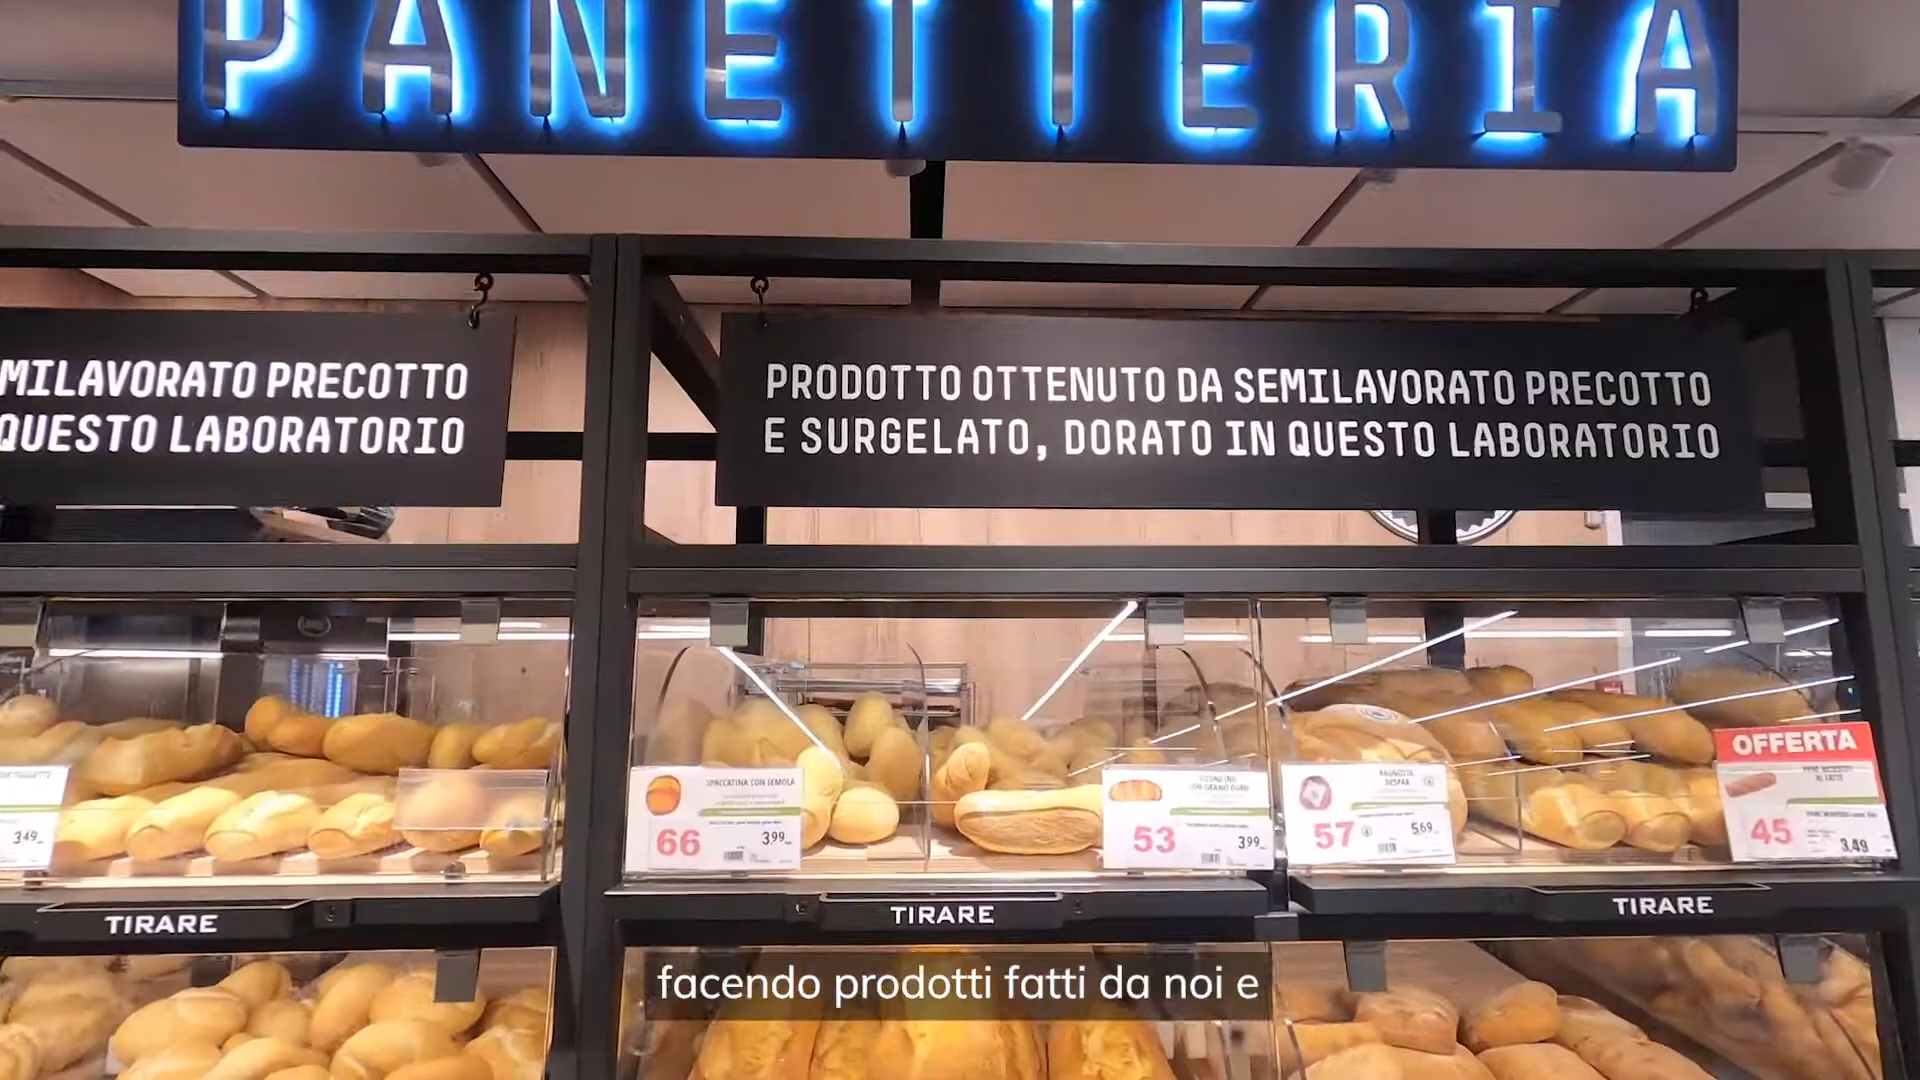 PANETTERIA
MILAVORATO PRECOTTO
QUESTO LABORATORIO
PRODOTTO OTTENUTO DA SEMILAVORATO PRECOTTO
E SURGELATO, DORATO IN QUESTO LABORATORIO
3,49
SPACCATINA CON SEMOLA
66
3,99
53
3,99
57
5,69
OFFERTA
45
3,49
TIRARE
TIRARE
TIRARE
facendo prodotti fatti da noi e